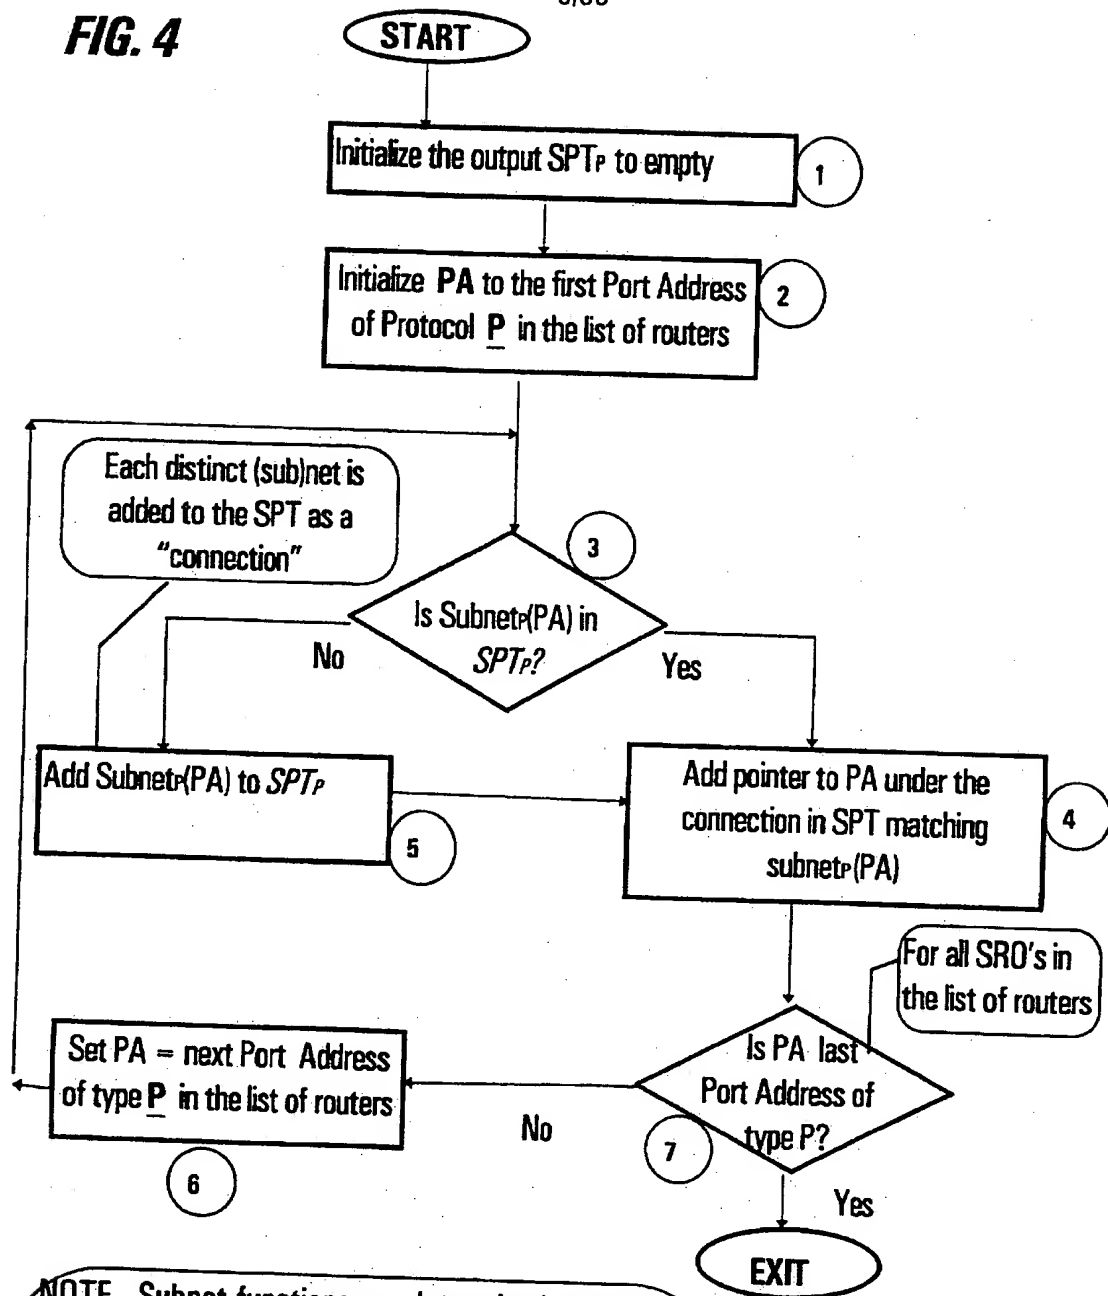 FIG. 4
START
Initialize the output SPTP to empty
1
Initialize PA to the first Port Address
of Protocol P in the list of routers
2
Each distinct (sub)net is
added to the SPT as a
"connection"
3
Is SubnetP(PA) in
SPTP?
No
Yes
Add SubnetP(PA) to SPTP
5
Add pointer to PA under the
connection in SPT matching
subnetP(PA)
4
For all SRO's in
the list of routers
Set PA = next Port Address
of type P in the list of routers
6
Is PA last
Port Address of
type P?
7
No
Yes
EXIT
NOTE Subnet functions